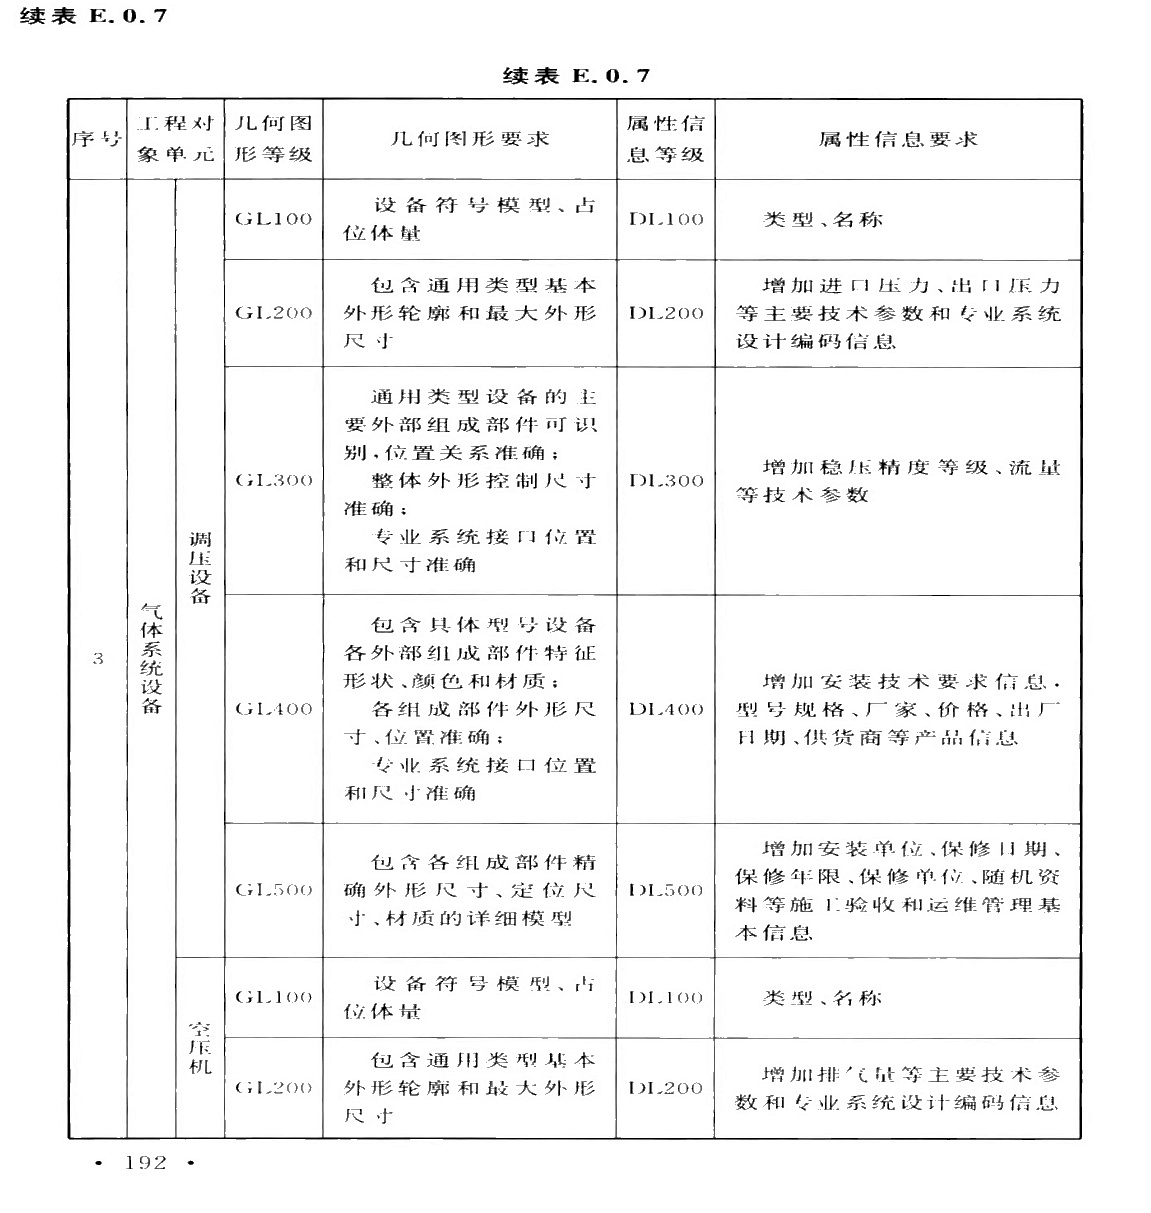 续表 E.0.7
续表 E.0.7
序号
工程对
象单元
几何图
形等级
几何图形要求
属性信
息等级
属性信息要求
3
气体系统设备
调压设备
GL100
设备符号模型、占
位体量
DL100
类型、名称
GL200
包含通用类型基本
外形轮廓和最大外形
尺寸
DL200
增加进口压力、出口压力
等主要技术参数和专业系统
设计编码信息
GL300
通用类型设备的主
要外部组成部件可识
别,位置关系准确;
整体外形控制尺寸
准确;
专业系统接口位置
和尺寸准确
DL300
增加稳压精度等级、流量
等技术参数
GL400
包含具体型号设备
各外部组成部件特征
形状、颜色和材质;
各组成部件外形尺
寸、位置准确;
专业系统接口位置
和尺寸准确
DL400
增加安装技术要求信息,
型号规格、厂家、价格、出厂
日期、供货商等产品信息
GL500
包含各组成部件精
确外形尺寸、定位尺
寸、材质的详细模型
DL500
增加安装单位、保修日期、
保修年限、保修单位、随机资
料等施工验收和运维管理基
本信息
空压机
GL100
设备符号模型、占
位体量
DL100
类型、名称
GL200
包含通用类型基本
外形轮廓和最大外形
尺寸
DL200
增加排气量等主要技术参
数和专业系统设计编码信息
• 192 •